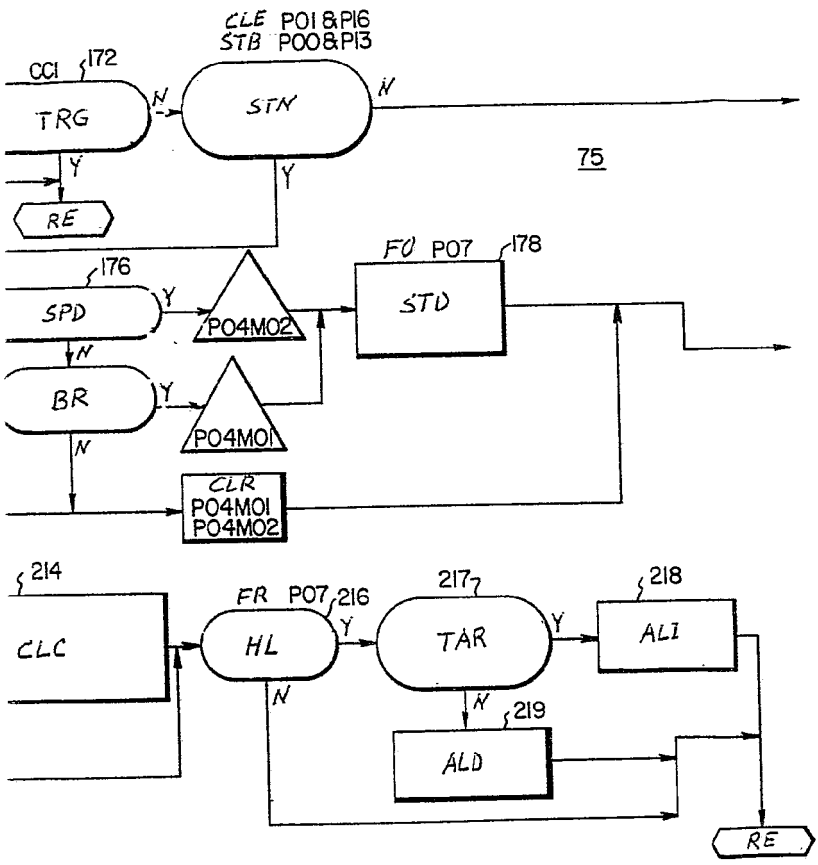 CLE P01&P16
STB P00&P13
CCI 172
TRG
N
STN
N
Y
Y
75
RE
176
SPD
Y
P04M02
FO P07
178
STD
N
BR
Y
P04M01
N
CLR
P04M01
P04M02
214
CLC
FR P07
216
HL
Y
217
TAR
Y
218
ALI
N
N
219
ALD
RE